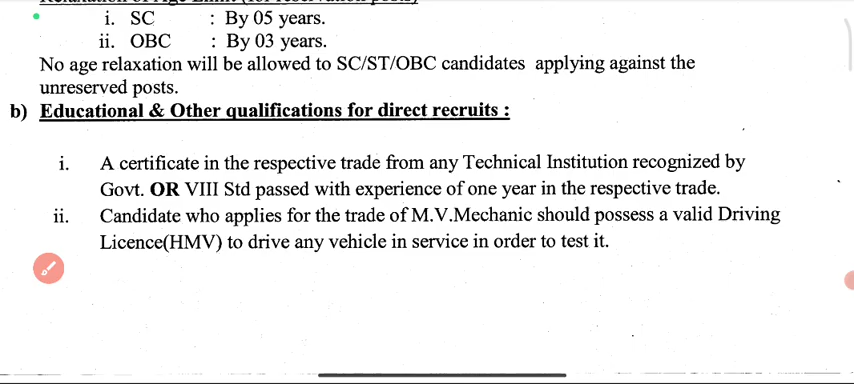 i. SC : By 05 years.
ii. OBC : By 03 years.
No age relaxation will be allowed to SC/ST/OBC candidates applying against the
unreserved posts.
b) Educational & Other qualifications for direct recruits :
i. A certificate in the respective trade from any Technical Institution recognized by
Govt. OR VIII Std passed with experience of one year in the respective trade.
ii. Candidate who applies for the trade of M.V.Mechanic should possess a valid Driving
Licence(HMV) to drive any vehicle in service in order to test it.